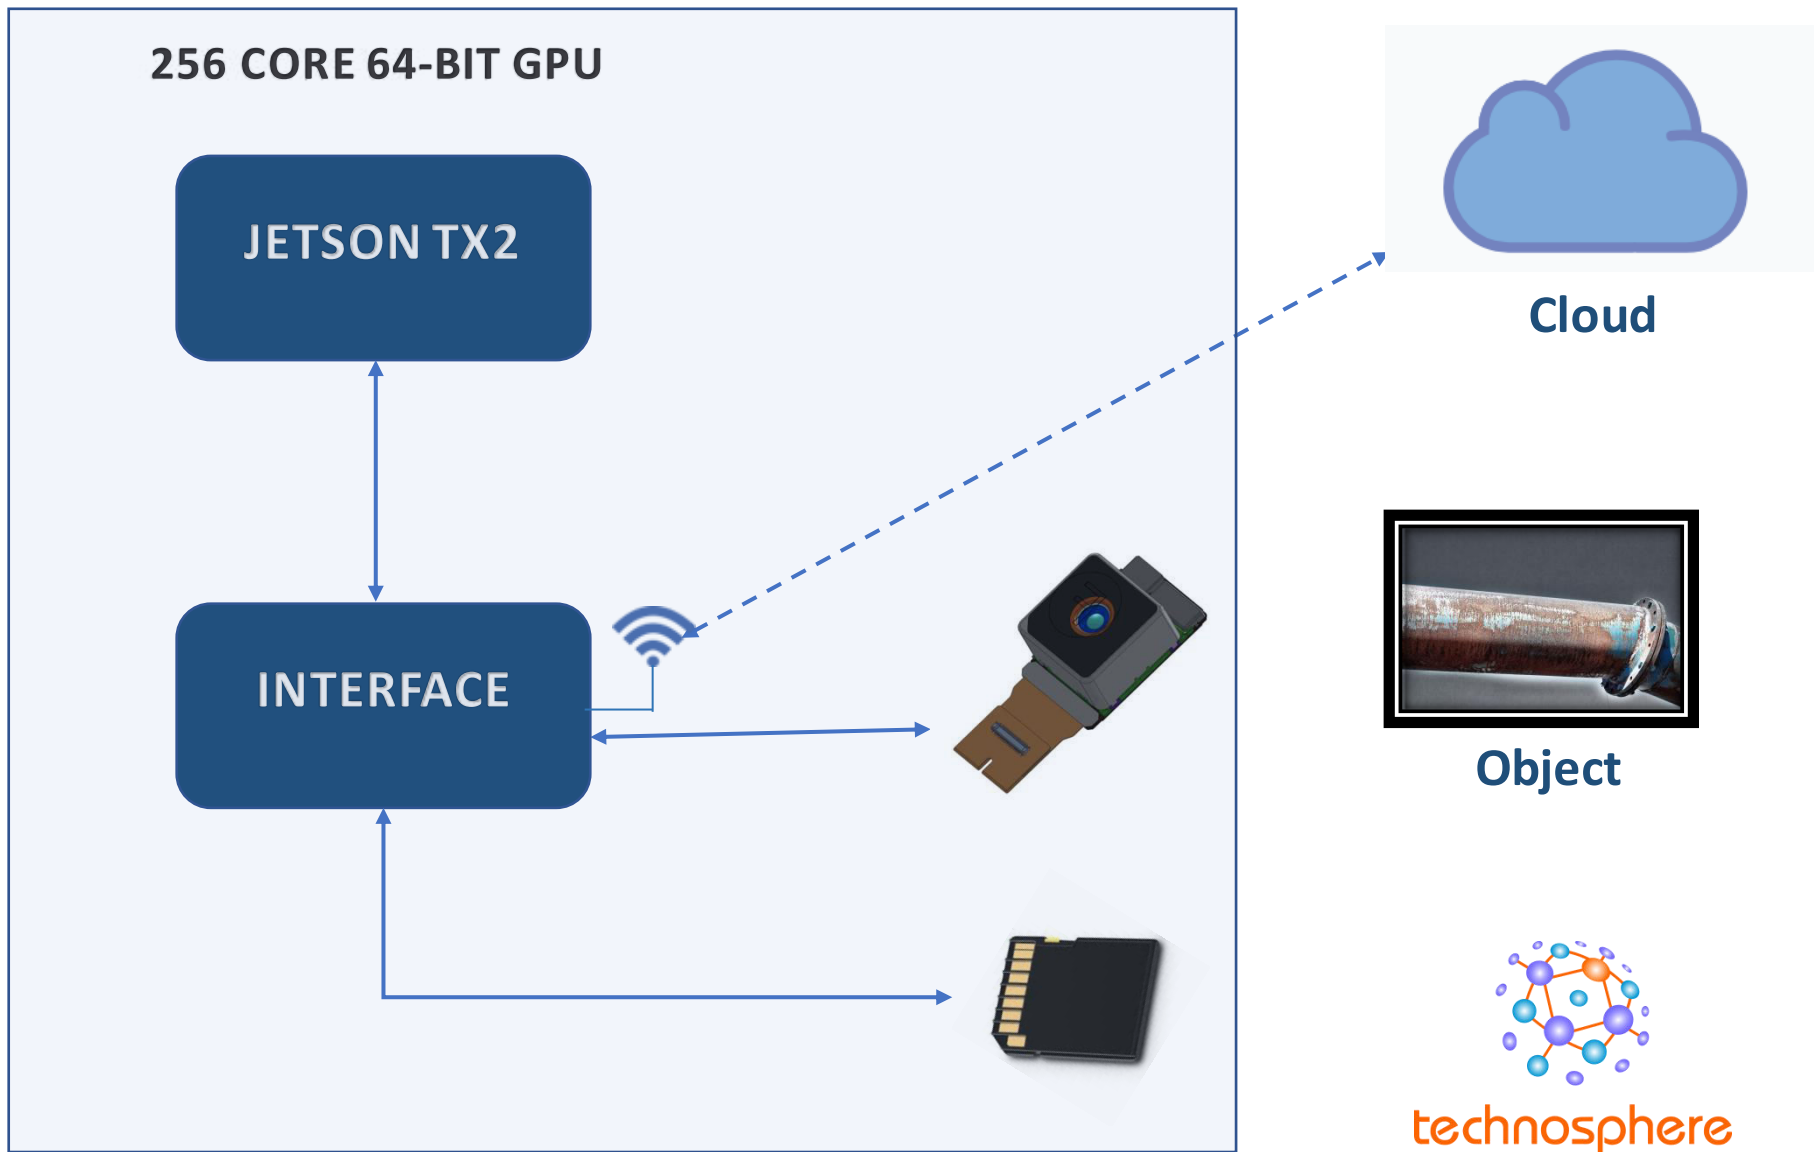 256 CORE 64-BIT GPU
JETSON TX2
INTERFACE
Cloud
Object
technosphere